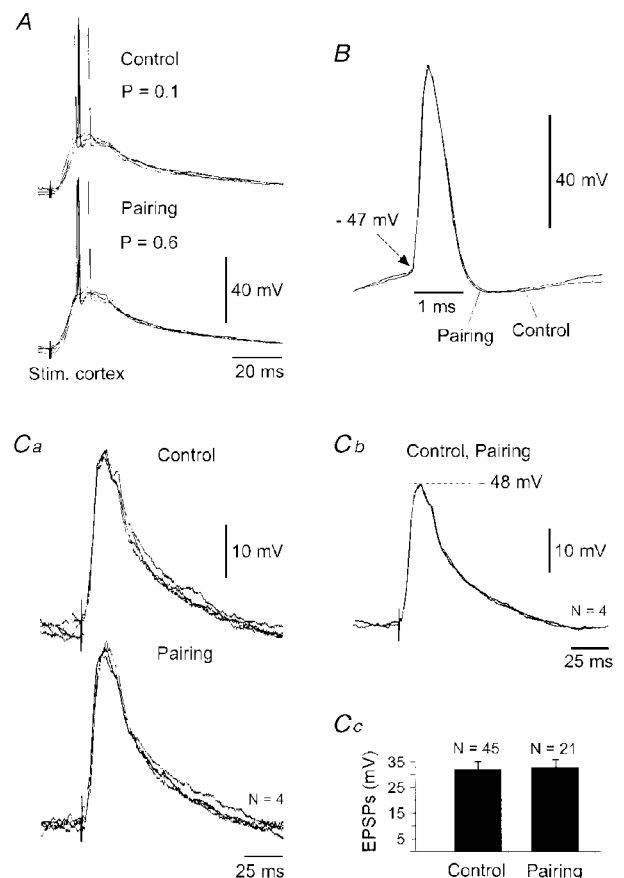 A
Control
P = 0.1
Pairing
P = 0.6
40 mV
20 ms
Stim. cortex
B
- 47 mV
40 mV
1 ms
Pairing
Control
Ca
Control
10 mV
Pairing
N = 4
25 ms
Cb
Control, Pairing
- 48 mV
10 mV
N = 4
25 ms
Cc
EPSPs (mV)
35
25
15
5
N = 45
N = 21
Control
Pairing